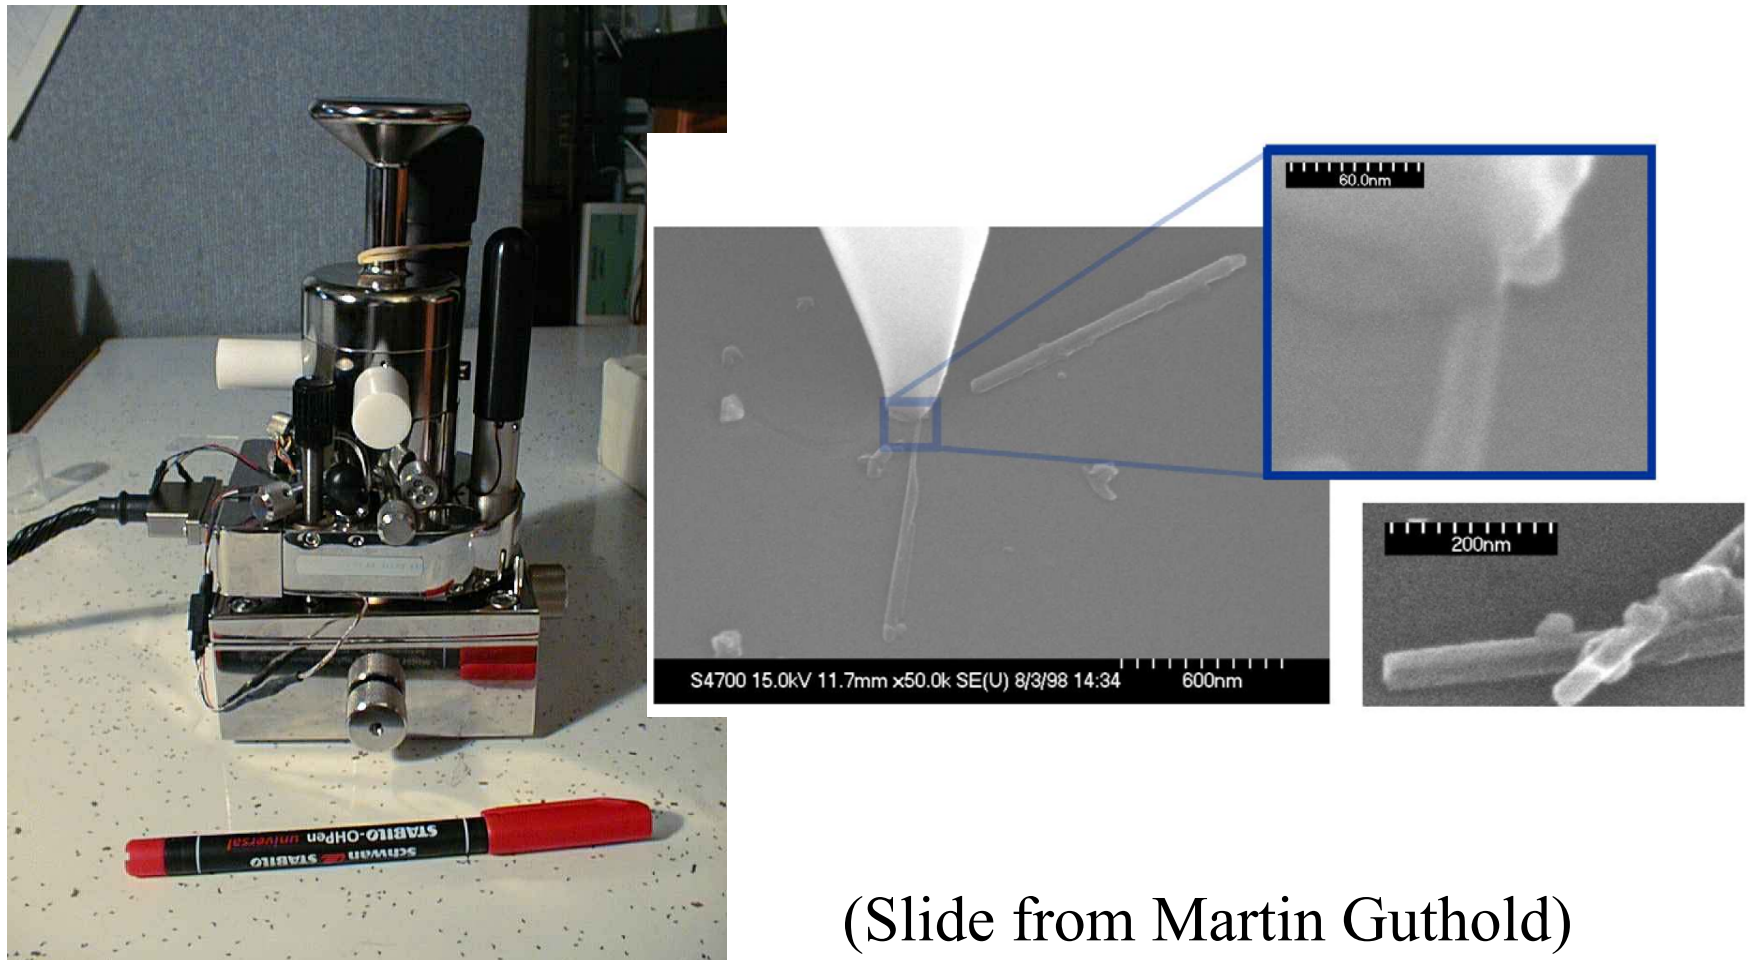 60.0nm
S4700 15.0kV 11.7mm x50.0k SE(U) 8/3/98 14:34
600nm
200nm
STABILO-OHPen universal
Schwan STABILO
(Slide from Martin Guthold)